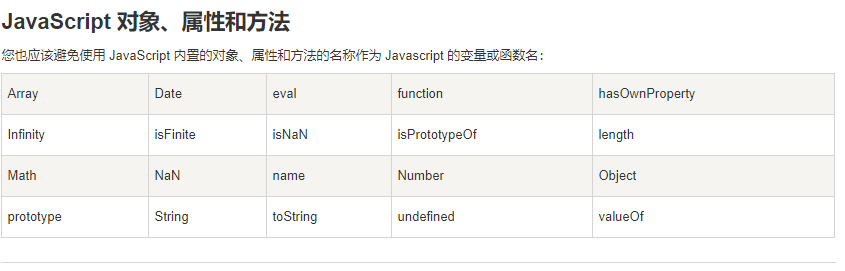 JavaScript 对象、属性和方法
您也应该避免使用 JavaScript 内置的对象、属性和方法的名称作为 Javascript 的变量或函数名：
Array Date eval function hasOwnProperty
Infinity isFinite isNaN isPrototypeOf length
Math NaN name Number Object
prototype String toString undefined valueOf